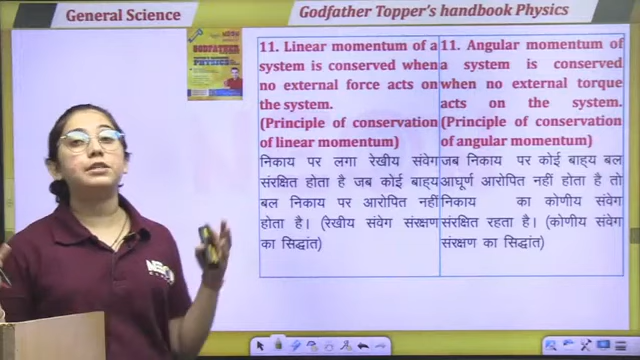 General Science
Godfather Topper's handbook Physics
GODFATHER
PHYSICS
11. Linear momentum of a
system is conserved when
no external force acts on
the system.
(Principle of conservation
of linear momentum)
निकाय पर लगा रेखीय संवेग
संरक्षित होता है जब कोई बाह्य
बल निकाय पर आरोपित नहीं
होता है। (रेखीय संवेग संरक्षण
का सिद्धांत)
11. Angular momentum of
a system is conserved
when no external torque
acts on the system.
(Principle of conservation
of angular momentum)
जब निकाय पर कोई बाह्य बल
आघूर्ण आरोपित नहीं होता है तो
निकाय का कोणीय संवेग
संरक्षित रहता है। (कोणीय संवेग
संरक्षण का सिद्धांत)